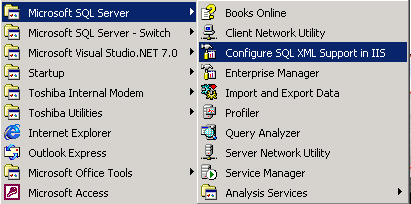 Microsoft SQL Server
Microsoft SQL Server - Switch
Microsoft Visual Studio.NET 7.0
Startup
Toshiba Internal Modem
Toshiba Utilities
Internet Explorer
Outlook Express
Microsoft Office Tools
Microsoft Access
Books Online
Client Network Utility
Configure SQL XML Support in IIS
Enterprise Manager
Import and Export Data
Profiler
Query Analyzer
Server Network Utility
Service Manager
Analysis Services